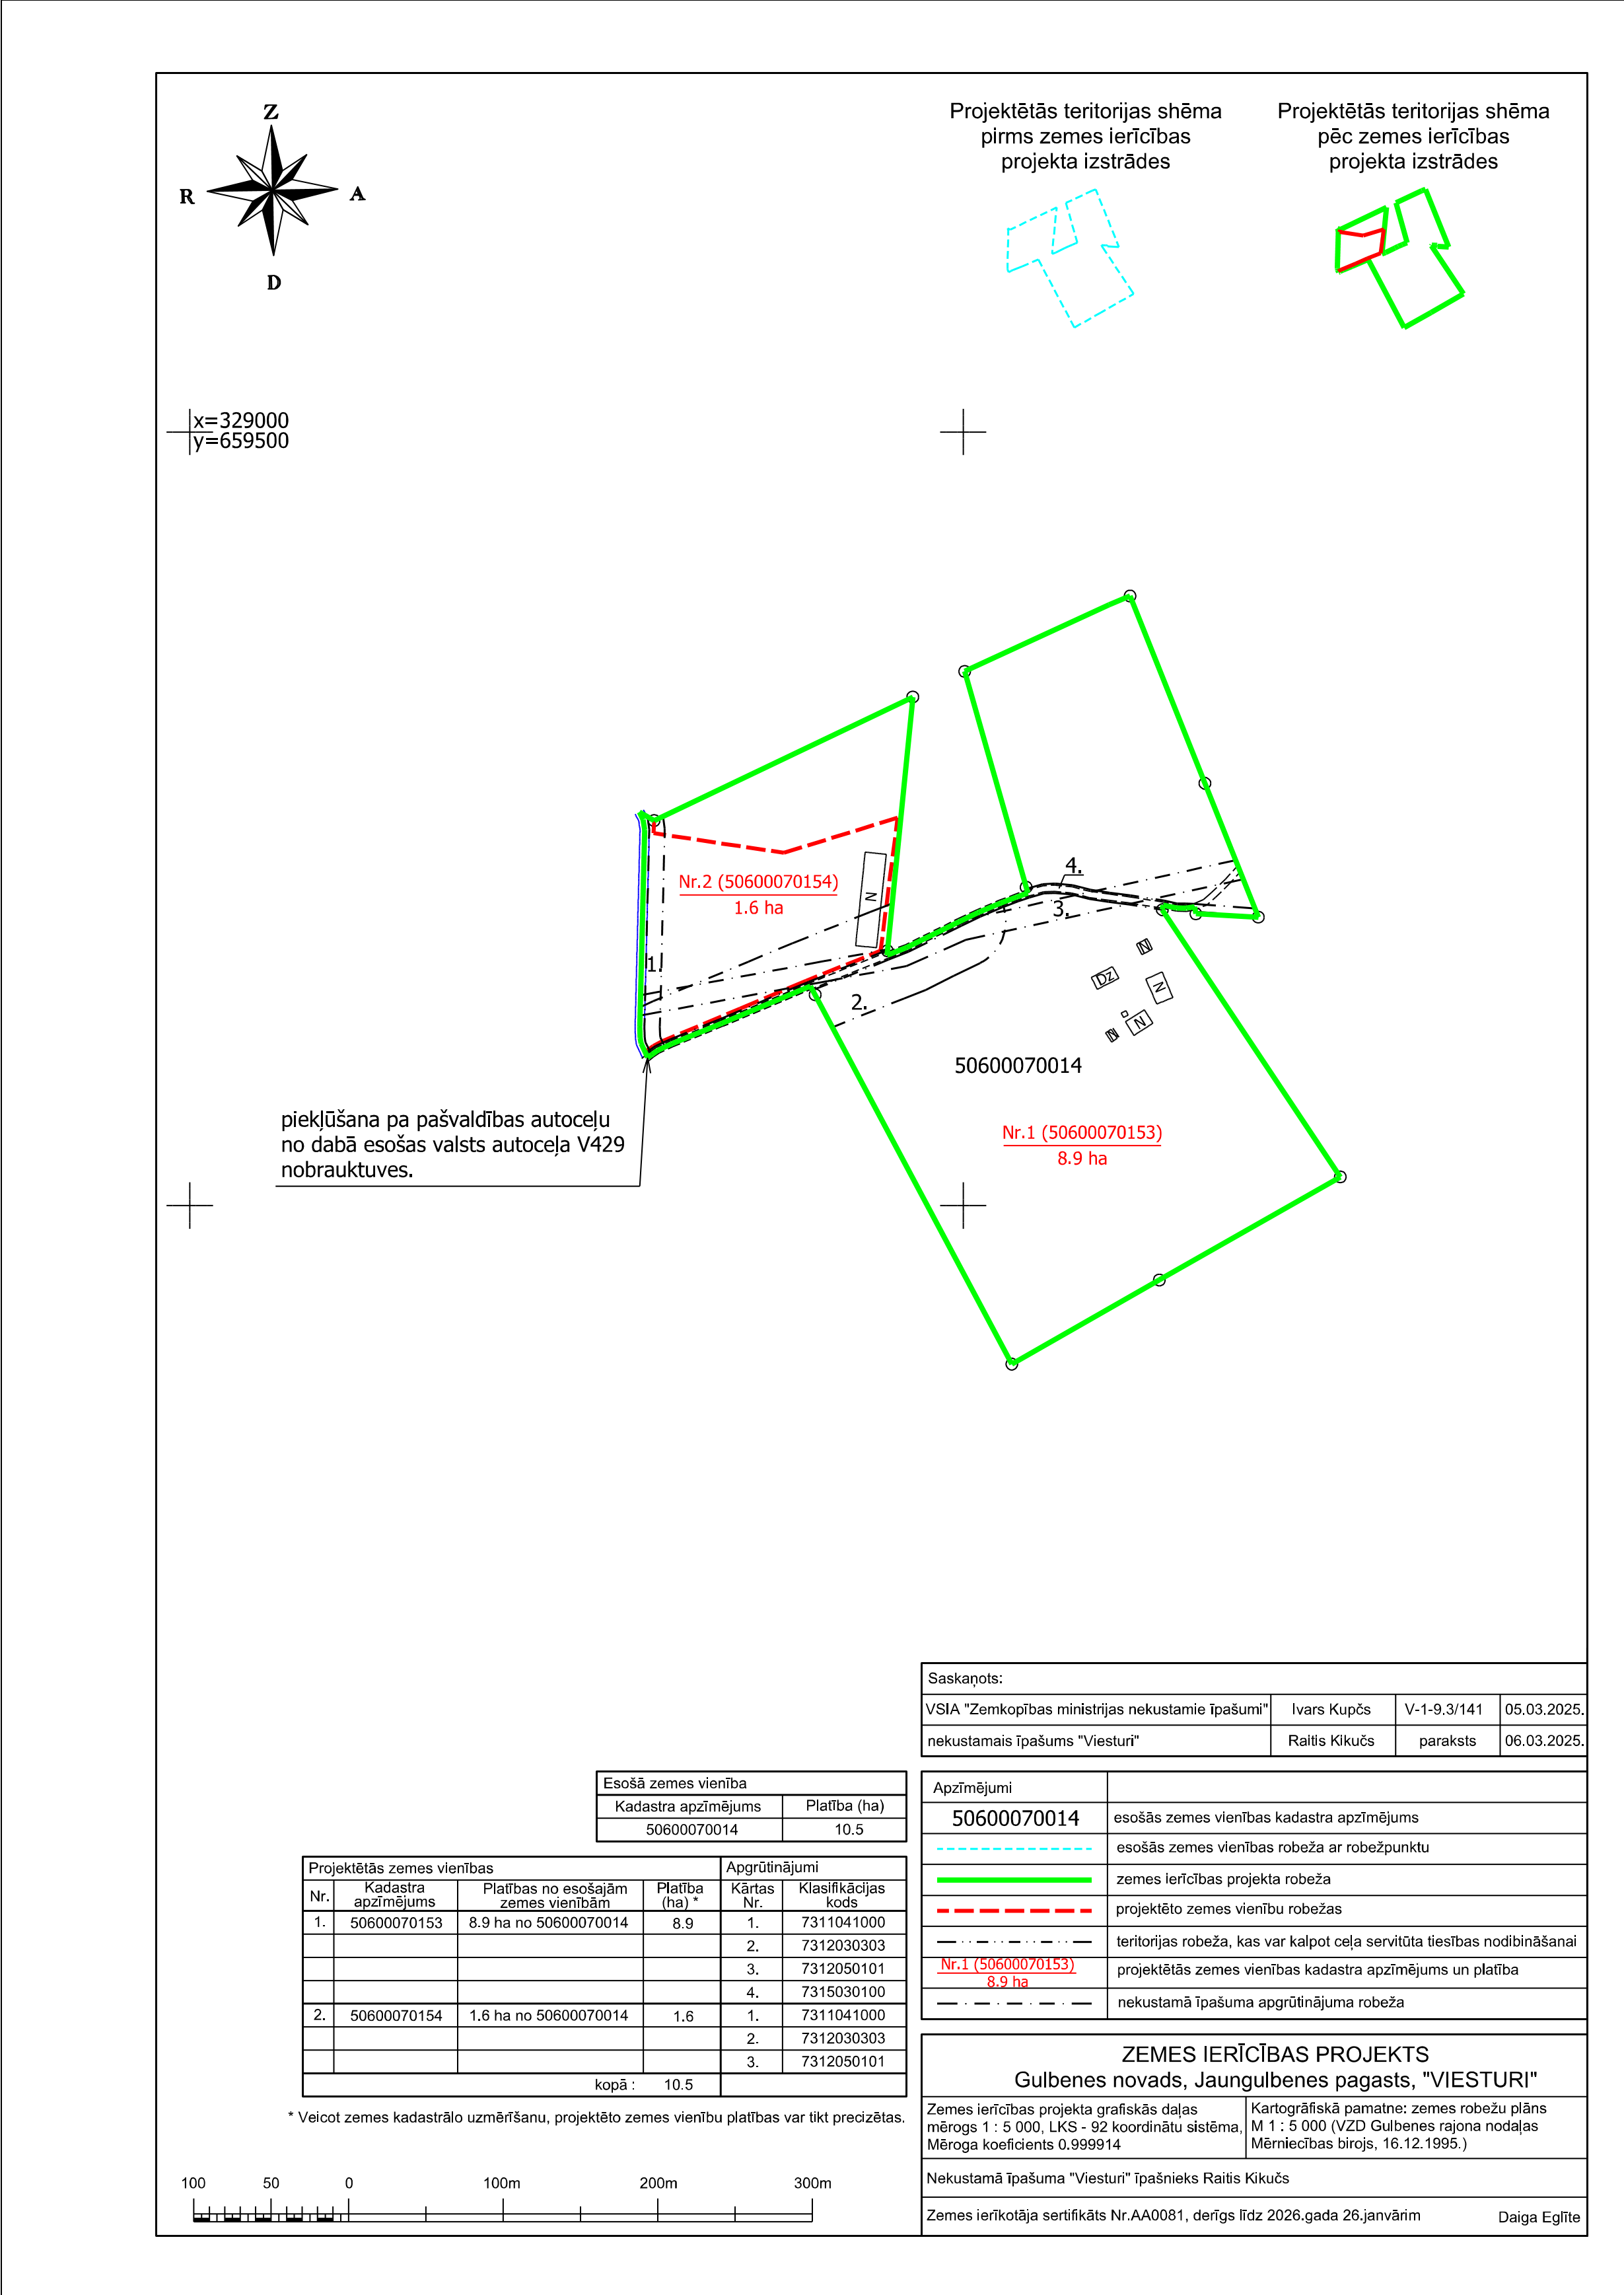 Z
R
A
D
Projektētās teritorijas shēma
pirms zemes ierīcības
projekta izstrādes
Projektētās teritorijas shēma
pēc zemes ierīcības
projekta izstrādes
x=329000
y=659500
Nr.2 (50600070154)
1.6 ha
N
4.
3.
1.
2.
N
Dz
N
N
N
50600070014
Nr.1 (50600070153)
8.9 ha
piekļūšana pa pašvaldības autoceļu
no dabā esošas valsts autoceļa V429
nobrauktuves.
Saskaņots:
VSIA "Zemkopības ministrijas nekustamie īpašumi" Ivars Kupčs V-1-9.3/141 05.03.2025.
nekustamais īpašums "Viesturi" Raitis Kikučs paraksts 06.03.2025.
Esošā zemes vienība
Kadastra apzīmējums Platība (ha)
50600070014 10.5
Projektētās zemes vienības Apgrūtinājumi
Nr. Kadastra apzīmējums Platības no esošajām zemes vienībām Platība (ha) * Kārtas Nr. Klasifikācijas kods
1. 50600070153 8.9 ha no 50600070014 8.9 1. 7311041000
2. 7312030303
3. 7312050101
4. 7315030100
2. 50600070154 1.6 ha no 50600070014 1.6 1. 7311041000
2. 7312030303
3. 7312050101
kopā : 10.5
* Veicot zemes kadastrālo uzmērīšanu, projektēto zemes vienību platības var tikt precizētas.
Apzīmējumi
50600070014 esošās zemes vienības kadastra apzīmējums
esošās zemes vienības robeža ar robežpunktu
zemes ierīcības projekta robeža
projektēto zemes vienību robežas
teritorijas robeža, kas var kalpot ceļa servitūta tiesības nodibināšanai
Nr.1 (50600070153)
8.9 ha
projektētās zemes vienības kadastra apzīmējums un platība
nekustamā īpašuma apgrūtinājuma robeža
ZEMES IERĪCĪBAS PROJEKTS
Gulbenes novads, Jaungulbenes pagasts, "VIESTURI"
Zemes ierīcības projekta grafiskās daļas
mērogs 1 : 5 000, LKS - 92 koordinātu sistēma,
Mēroga koeficients 0.999914
Kartogrāfiskā pamatne: zemes robežu plāns
M 1 : 5 000 (VZD Gulbenes rajona nodaļas
Mērniecības birojs, 16.12.1995.)
Nekustamā īpašuma "Viesturi" īpašnieks Raitis Kikučs
Zemes ierīkotāja sertifikāts Nr.AA0081, derīgs līdz 2026.gada 26.janvārim Daiga Eglīte
100 50 0 100m 200m 300m